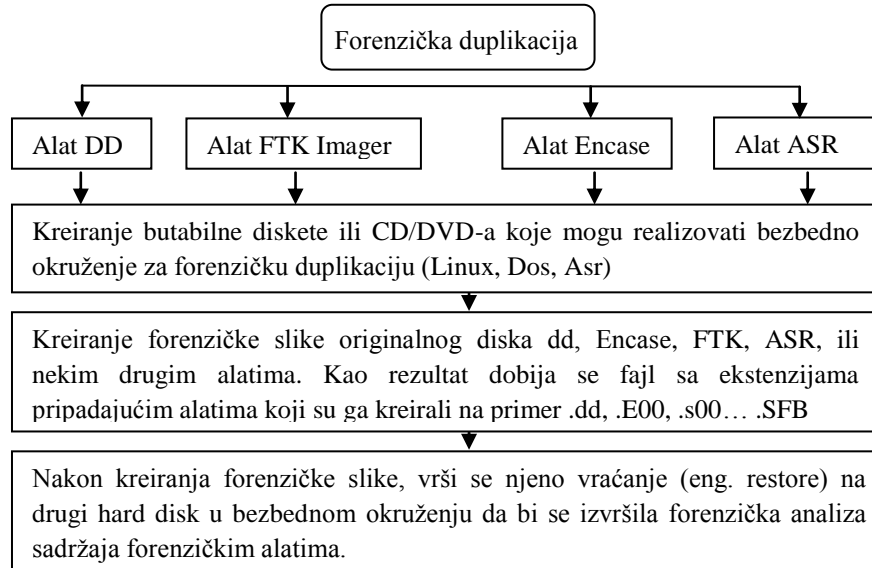 Forenzička duplikacija
Alat DD
Alat FTK Imager
Alat Encase
Alat ASR
Kreiranje butabilne diskete ili CD/DVD-a koje mogu realizovati bezbedno
okruženje za forenzičku duplikaciju (Linux, Dos, Asr)
Kreiranje forenzičke slike originalnog diska dd, Encase, FTK, ASR, ili
nekim drugim alatima. Kao rezultat dobija se fajl sa ekstenzijama
pripadajućim alatima koji su ga kreirali na primer .dd, .E00, .s00… .SFB
Nakon kreiranja forenzičke slike, vrši se njeno vraćanje (eng. restore) na
drugi hard disk u bezbednom okruženju da bi se izvršila forenzička analiza
sadržaja forenzičkim alatima.